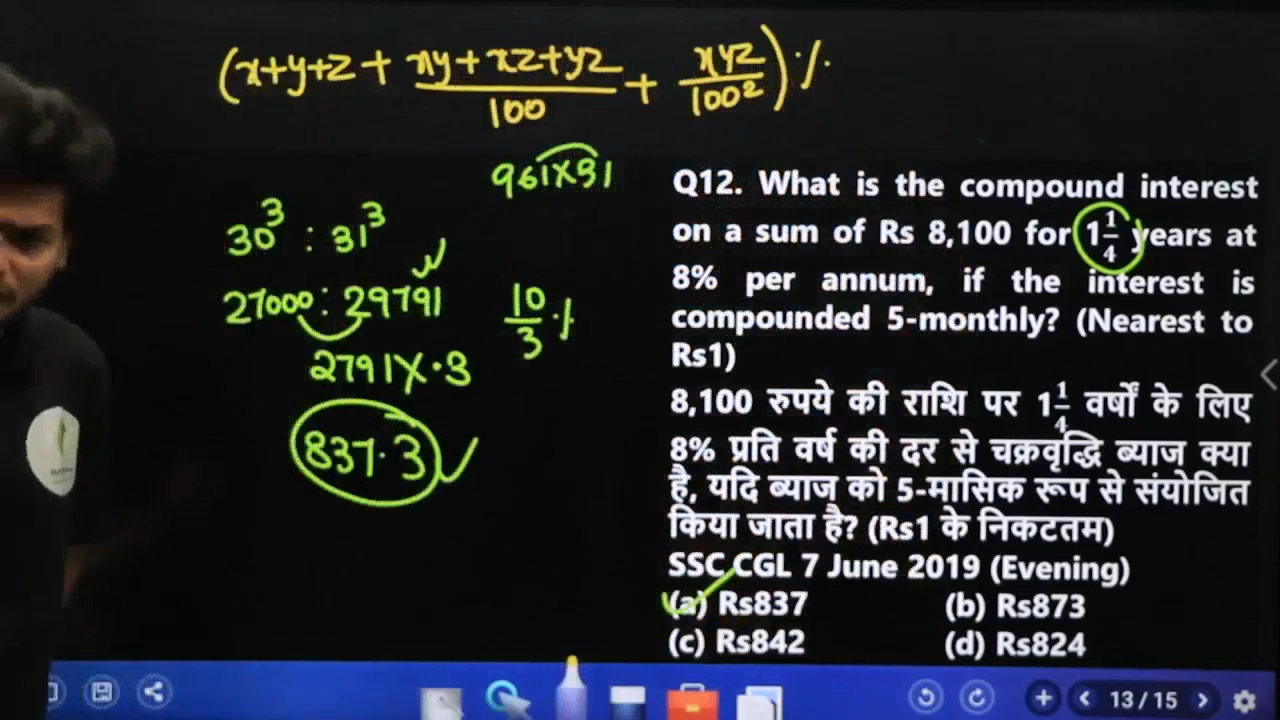 (x+y+z + xy+xz+yz/100 + xyz/100²)%
961×31
30³ : 31³
27000 : 29791
10/3 %
2791×.3
837.3
Q12. What is the compound interest
on a sum of Rs 8,100 for 1 1/4 years at
8% per annum, if the interest is
compounded 5-monthly? (Nearest to
Rs1)
8,100 रुपये की राशि पर 1 1/4 वर्षों के लिए
8% प्रति वर्ष की दर से चक्रवृद्धि ब्याज क्या
है, यदि ब्याज को 5-मासिक रूप से संयोजित
किया जाता है? (Rs1 के निकटतम)
SSC CGL 7 June 2019 (Evening)
(a) Rs837 (b) Rs873
(c) Rs842 (d) Rs824
13 / 15